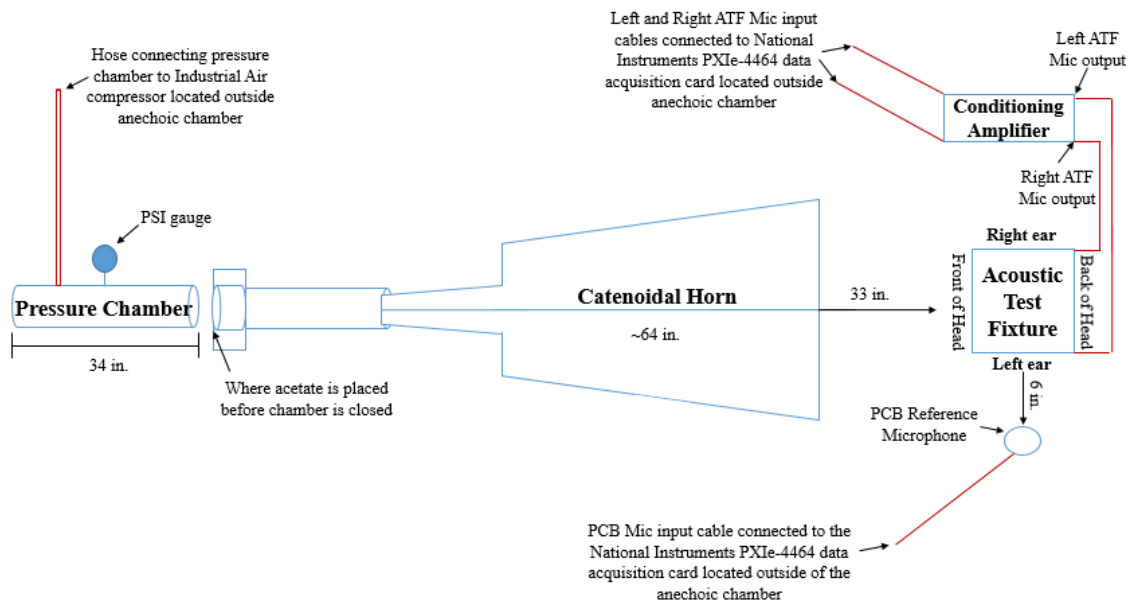 Hose connecting pressure
chamber to Industrial Air
compressor located outside
anechoic chamber
Left and Right ATF Mic input
cables connected to National
Instruments PXIe-4464 data
acquisition card located outside
anechoic chamber
Left ATF
Mic output
Conditioning
Amplifier
Right ATF
Mic output
PSI gauge
Pressure Chamber
34 in.
Where acetate is placed
before chamber is closed
Catenoidal Horn
~64 in.
33 in.
Right ear
Front of Head
Acoustic
Test
Fixture
Back of Head
Left ear
6 in.
PCB Reference
Microphone
PCB Mic input cable connected to the
National Instruments PXIe-4464 data
acquisition card located outside of the
anechoic chamber